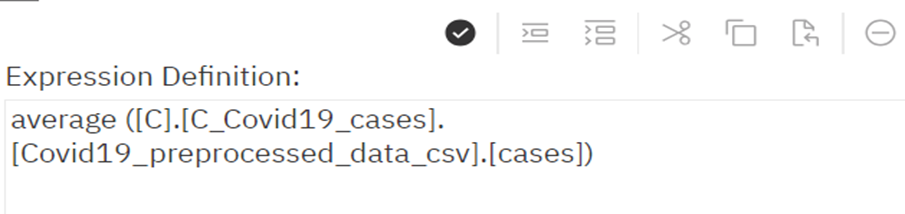 Expression Definition:
average ([C].[C_Covid19_cases].
[Covid19_preprocessed_data_csv].[cases])